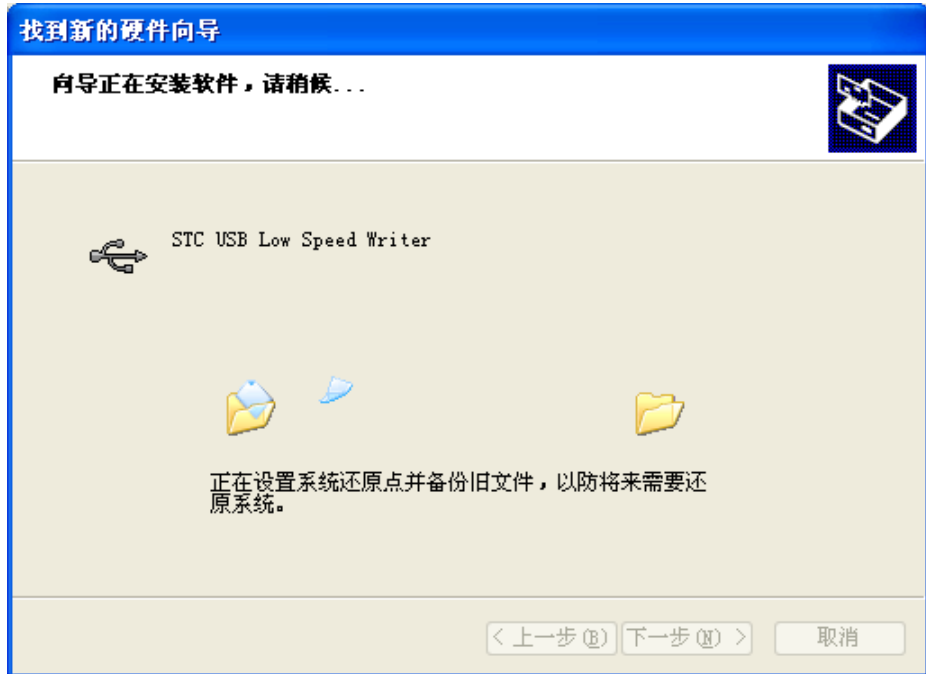 找到新的硬件向导
向导正在安装软件，请稍候...
STC USB Low Speed Writer
正在设置系统还原点并备份旧文件，以防将来需要还
原系统。
< 上一步(B) 下一步(N) > 取消